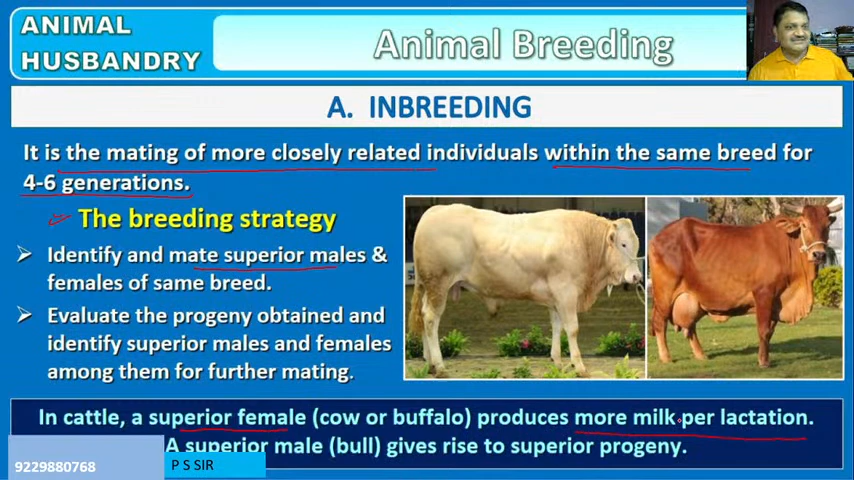 ANIMAL
HUSBANDRY
Animal Breeding
A. INBREEDING
It is the mating of more closely related individuals within the same breed for
4-6 generations.
The breeding strategy
Identify and mate superior males &
females of same breed.
Evaluate the progeny obtained and
identify superior males and females
among them for further mating.
In cattle, a superior female (cow or buffalo) produces more milk per lactation.
A superior male (bull) gives rise to superior progeny.
9229880768
P S SIR